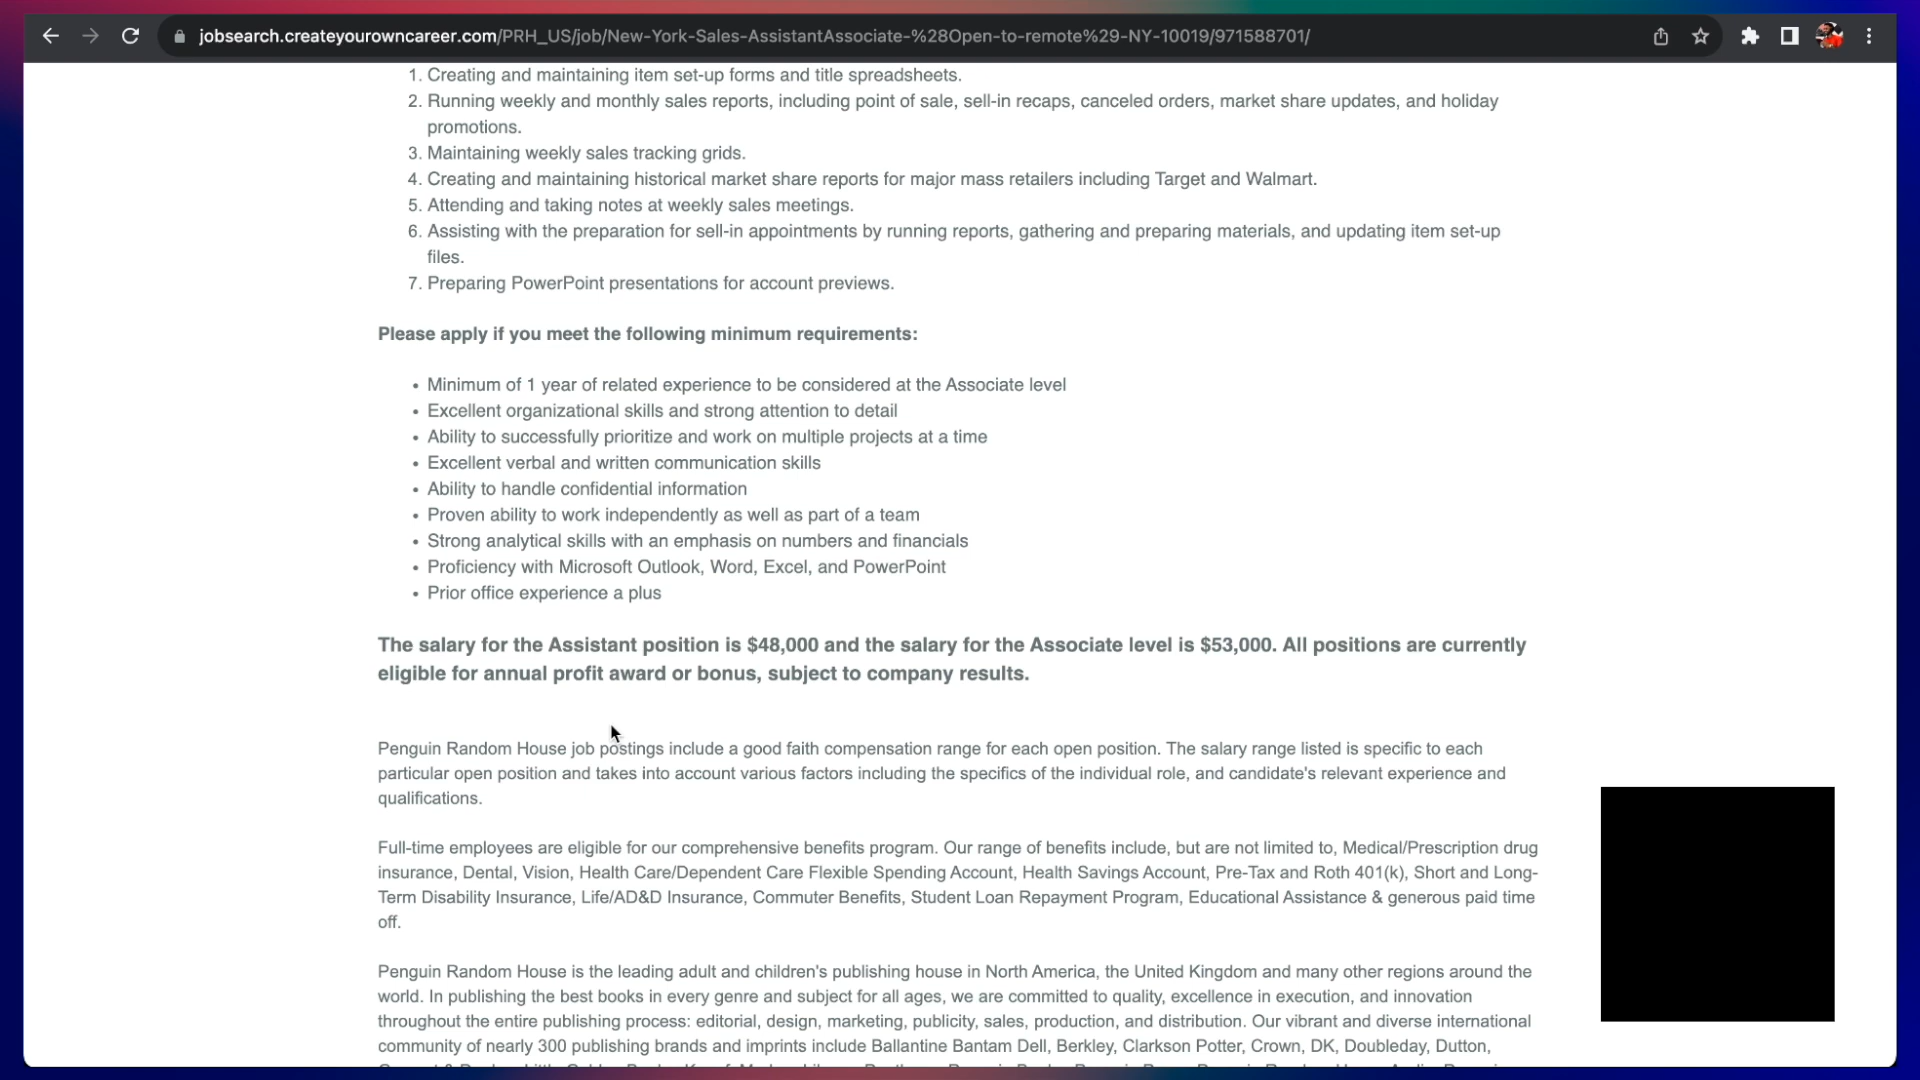 jobsearch.createyourowncareer.com/PRH_US/job/New-York-Sales-AssistantAssociate-%28Open-to-remote%29-NY-10019/971588701/
1. Creating and maintaining item set-up forms and title spreadsheets.
2. Running weekly and monthly sales reports, including point of sale, sell-in recaps, canceled orders, market share updates, and holiday
promotions.
3. Maintaining weekly sales tracking grids.
4. Creating and maintaining historical market share reports for major mass retailers including Target and Walmart.
5. Attending and taking notes at weekly sales meetings.
6. Assisting with the preparation for sell-in appointments by running reports, gathering and preparing materials, and updating item set-up
files.
7. Preparing PowerPoint presentations for account previews.
Please apply if you meet the following minimum requirements:
• Minimum of 1 year of related experience to be considered at the Associate level
• Excellent organizational skills and strong attention to detail
• Ability to successfully prioritize and work on multiple projects at a time
• Excellent verbal and written communication skills
• Ability to handle confidential information
• Proven ability to work independently as well as part of a team
• Strong analytical skills with an emphasis on numbers and financials
• Proficiency with Microsoft Outlook, Word, Excel, and PowerPoint
• Prior office experience a plus
The salary for the Assistant position is $48,000 and the salary for the Associate level is $53,000. All positions are currently
eligible for annual profit award or bonus, subject to company results.
Penguin Random House job postings include a good faith compensation range for each open position. The salary range listed is specific to each
particular open position and takes into account various factors including the specifics of the individual role, and candidate's relevant experience and
qualifications.
Full-time employees are eligible for our comprehensive benefits program. Our range of benefits include, but are not limited to, Medical/Prescription drug
insurance, Dental, Vision, Health Care/Dependent Care Flexible Spending Account, Health Savings Account, Pre-Tax and Roth 401(k), Short and Long-
Term Disability Insurance, Life/AD&D Insurance, Commuter Benefits, Student Loan Repayment Program, Educational Assistance & generous paid time
off.
Penguin Random House is the leading adult and children's publishing house in North America, the United Kingdom and many other regions around the
world. In publishing the best books in every genre and subject for all ages, we are committed to quality, excellence in execution, and innovation
throughout the entire publishing process: editorial, design, marketing, publicity, sales, production, and distribution. Our vibrant and diverse international
community of nearly 300 publishing brands and imprints include Ballantine Bantam Dell, Berkley, Clarkson Potter, Crown, DK, Doubleday, Dutton,